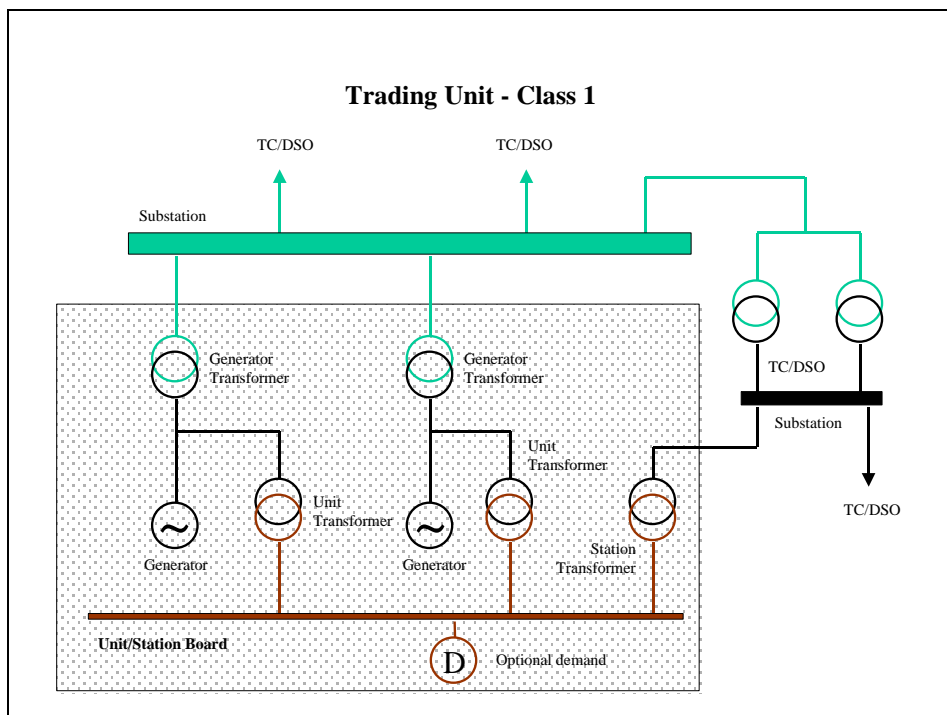 Trading Unit - Class 1
TC/DSO
TC/DSO
Substation
Generator
Transformer
Generator
Transformer
TC/DSO
Substation
Unit
Transformer
Unit
Transformer
TC/DSO
~
~
Generator
Generator
Station
Transformer
Unit/Station Board
D
Optional demand